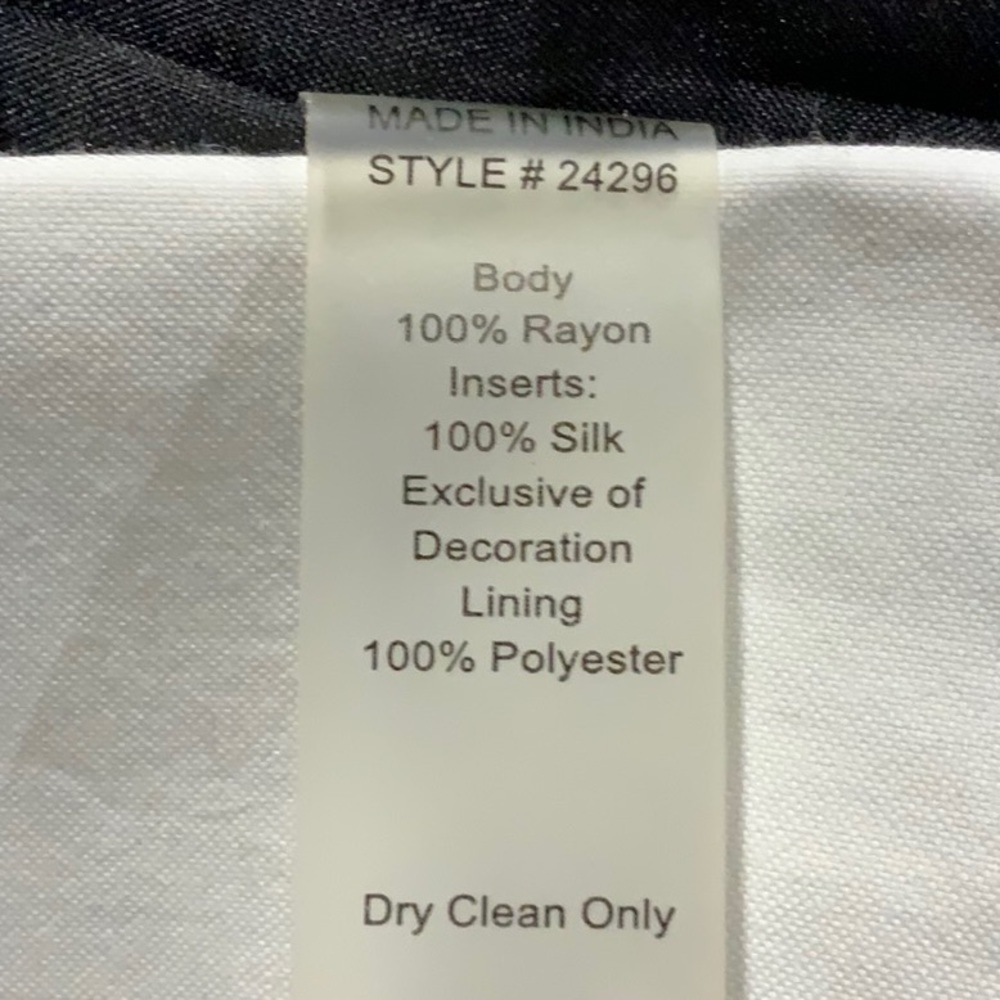 MADE IN INDIA
STYLE # 24296
Body
100% Rayon
Inserts:
100% Silk
Exclusive of
Decoration
Lining
100% Polyester
Dry Clean Only